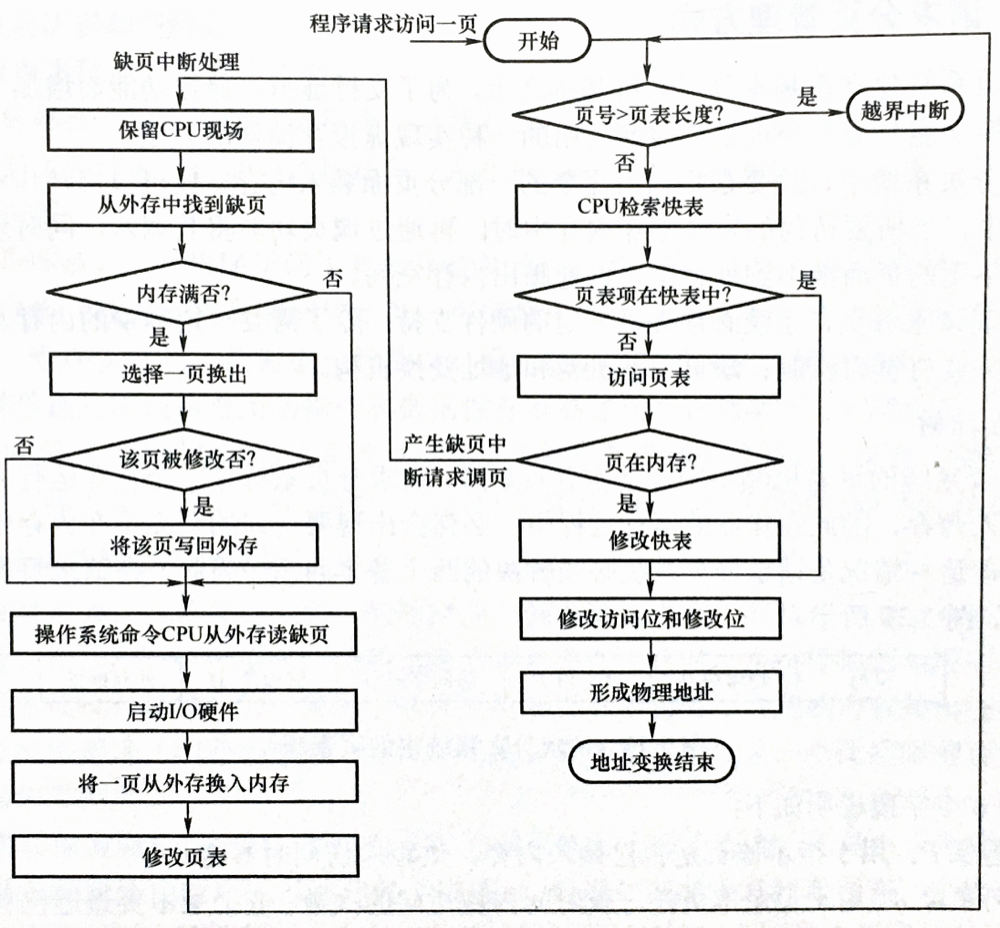 程序请求访问一页
开始
缺页中断处理
保留CPU现场
从外存中找到缺页
内存满否?
否
是
选择一页换出
该页被修改否?
否
是
将该页写回外存
操作系统命令CPU从外存读缺页
启动I/O硬件
将一页从外存换入内存
修改页表
页号>页表长度?
是
越界中断
否
CPU检索快表
页表项在快表中?
是
否
访问页表
产生缺页中
断请求调页
页在内存?
是
修改快表
修改访问位和修改位
形成物理地址
地址变换结束